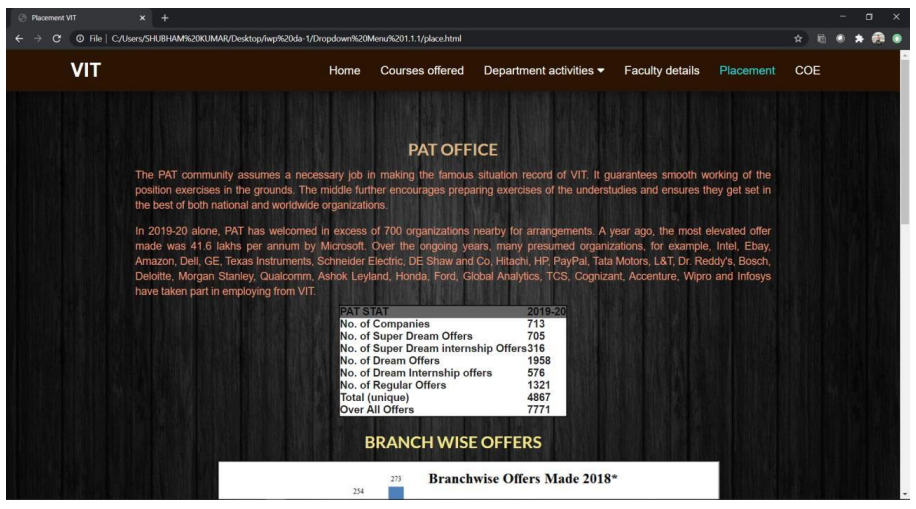 Placement VIT
File | C:/Users/SHUBHAM%20KUMAR/Desktop/iwp%20da-1/Dropdown%20Menu%201.1.1/place.html
VIT Home Courses offered Department activities Faculty details Placement COE
PAT OFFICE
The PAT community assumes a necessary job in making the famous situation record of VIT. It guarantees smooth working of the
position exercises in the grounds. The middle further encourages preparing exercises of the understudies and ensures they get set in
the best of both national and worldwide organizations.
In 2019-20 alone, PAT has welcomed in excess of 700 organizations nearby for arrangements. A year ago, the most elevated offer
made was 41.6 lakhs per annum by Microsoft. Over the ongoing years, many presumed organizations, for example, Intel, Ebay,
Amazon, Dell, GE, Texas Instruments, Schneider Electric, DE Shaw and Co, Hitachi, HP, PayPal, Tata Motors, L&T, Dr. Reddy's, Bosch,
Deloitte, Morgan Stanley, Qualcomm, Ashok Leyland, Honda, Ford, Global Analytics, TCS, Cognizant, Accenture, Wipro and Infosys
have taken part in employing from VIT.
PAT STAT 2019-20
No. of Companies 713
No. of Super Dream Offers 705
No. of Super Dream internship Offers 316
No. of Dream Offers 1958
No. of Dream Internship offers 576
No. of Regular Offers 1321
Total (unique) 4867
Over All Offers 7771
BRANCH WISE OFFERS
Branchwise Offers Made 2018*
273
254